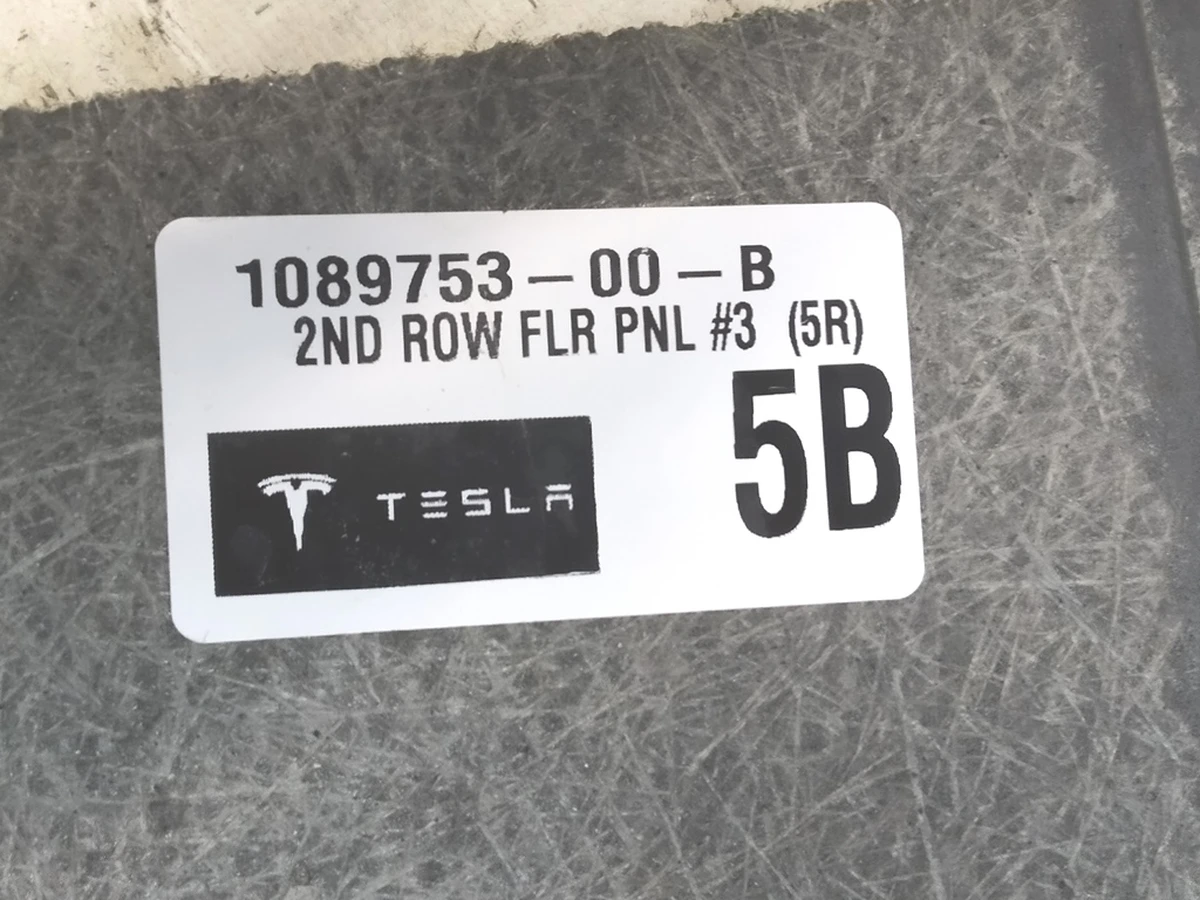 1089753-00-B
2ND ROW FLR PNL #3 (5R)
5B
TESLA